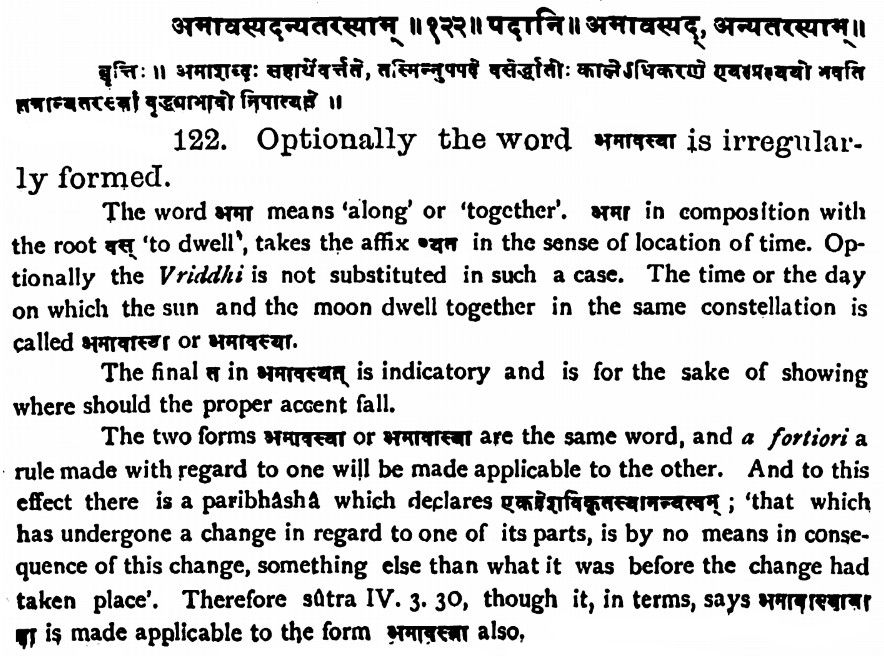 अमावस्यदन्यतरस्याम् ॥१२२॥ पदानि॥ अमावस्यद्, अन्यतरस्याम्॥
वृत्तिः ॥ अमाशब्दः सहार्थे वर्त्तते, तस्मिन्नुपपदे वसेर्द्धातोः कालेऽधिकरणे ण्यत्प्रत्ययो भवति
तत्रान्यतरस्यां वृद्ध्यभावो निपात्यते ॥
122. Optionally the word अमावस्या is irregular-
ly formed.
The word अमा means ‘along’ or ‘together’. अमा in composition with
the root वस् ‘to dwell’, takes the affix ण्यत in the sense of location of time. Op-
tionally the Vriddhi is not substituted in such a case. The time or the day
on which the sun and the moon dwell together in the same constellation is
called अमावास्या or अमावस्या.
The final त in अमावस्यत् is indicatory and is for the sake of showing
where should the proper accent fall.
The two forms अमावस्या or अमावास्या are the same word, and a fortiori a
rule made with regard to one will be made applicable to the other. And to this
effect there is a paribhâshâ which declares एकदेशविकृतस्यानन्यत्वम् ; ‘that which
has undergone a change in regard to one of its parts, is by no means in conse-
quence of this change, something else than what it was before the change had
taken place’. Therefore sûtra IV. 3. 30, though it, in terms, says अमावास्याया
वा is made applicable to the form अमावस्या also.